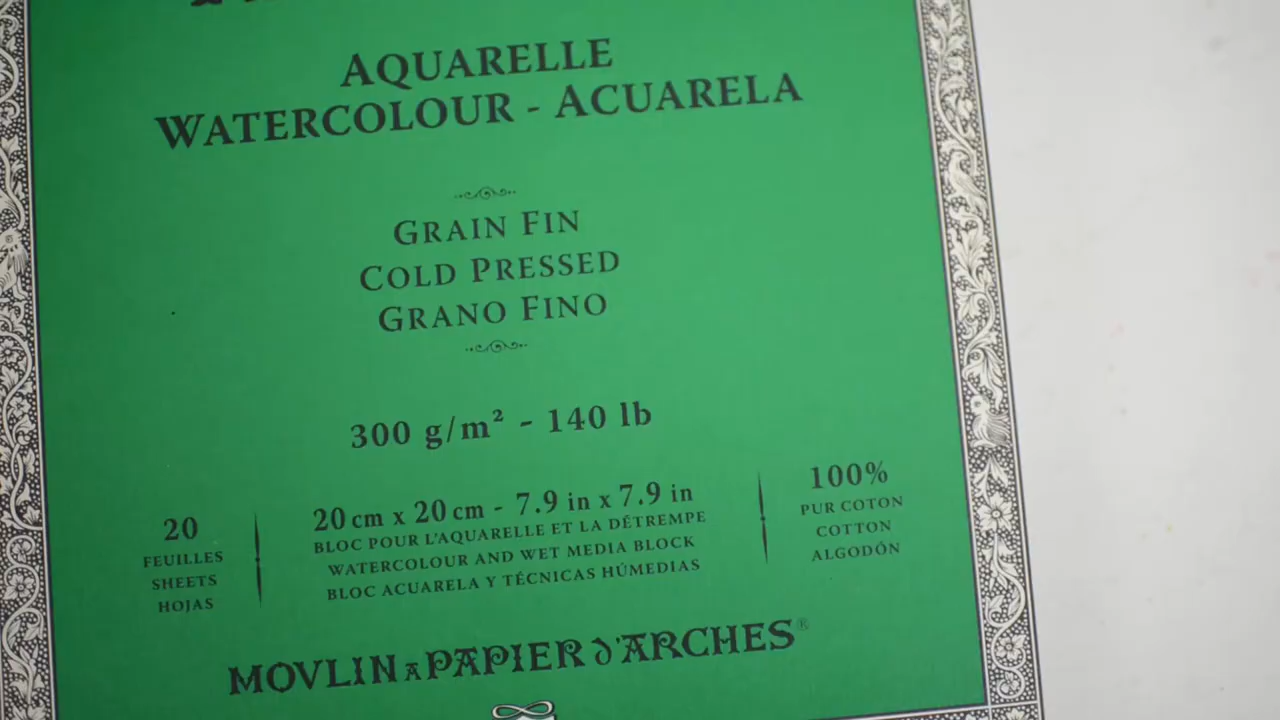 AQUARELLE
WATERCOLOUR - ACUARELA
GRAIN FIN
COLD PRESSED
GRANO FINO
300 g/m² - 140 lb
20
FEUILLES
SHEETS
HOJAS
20 cm x 20 cm - 7.9 in x 7.9 in
BLOC POUR L'AQUARELLE ET LA DÉTREMPE
WATERCOLOUR AND WET MEDIA BLOCK
BLOC ACUARELA Y TÉCNICAS HÚMEDIAS
100%
PUR COTON
COTTON
ALGODÓN
MOVLIN A PAPIER d'ARCHES®